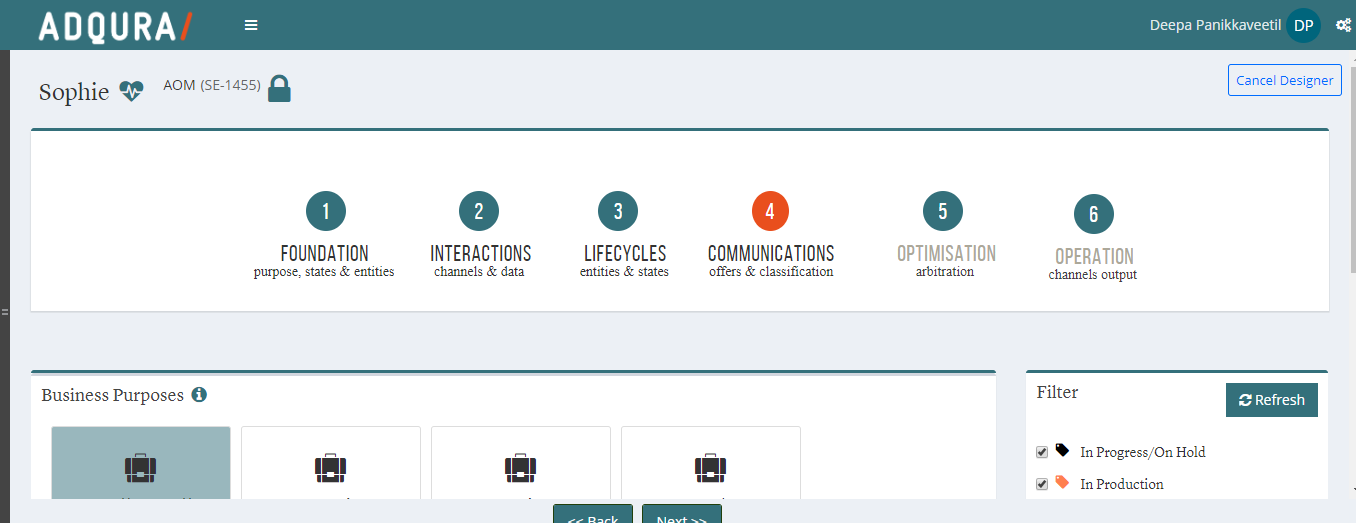 ADQURA/
Deepa Panikkaveetil DP
Sophie AOM (SE-1455)
Cancel Designer
1 2 3 4 5 6
FOUNDATION INTERACTIONS LIFECYCLES COMMUNICATIONS OPTIMISATION OPERATION
purpose, states & entities channels & data entities & states offers & classification arbitration channels output
Business Purposes
Filter
Refresh
In Progress/On Hold
In Production
<< Back Next >>